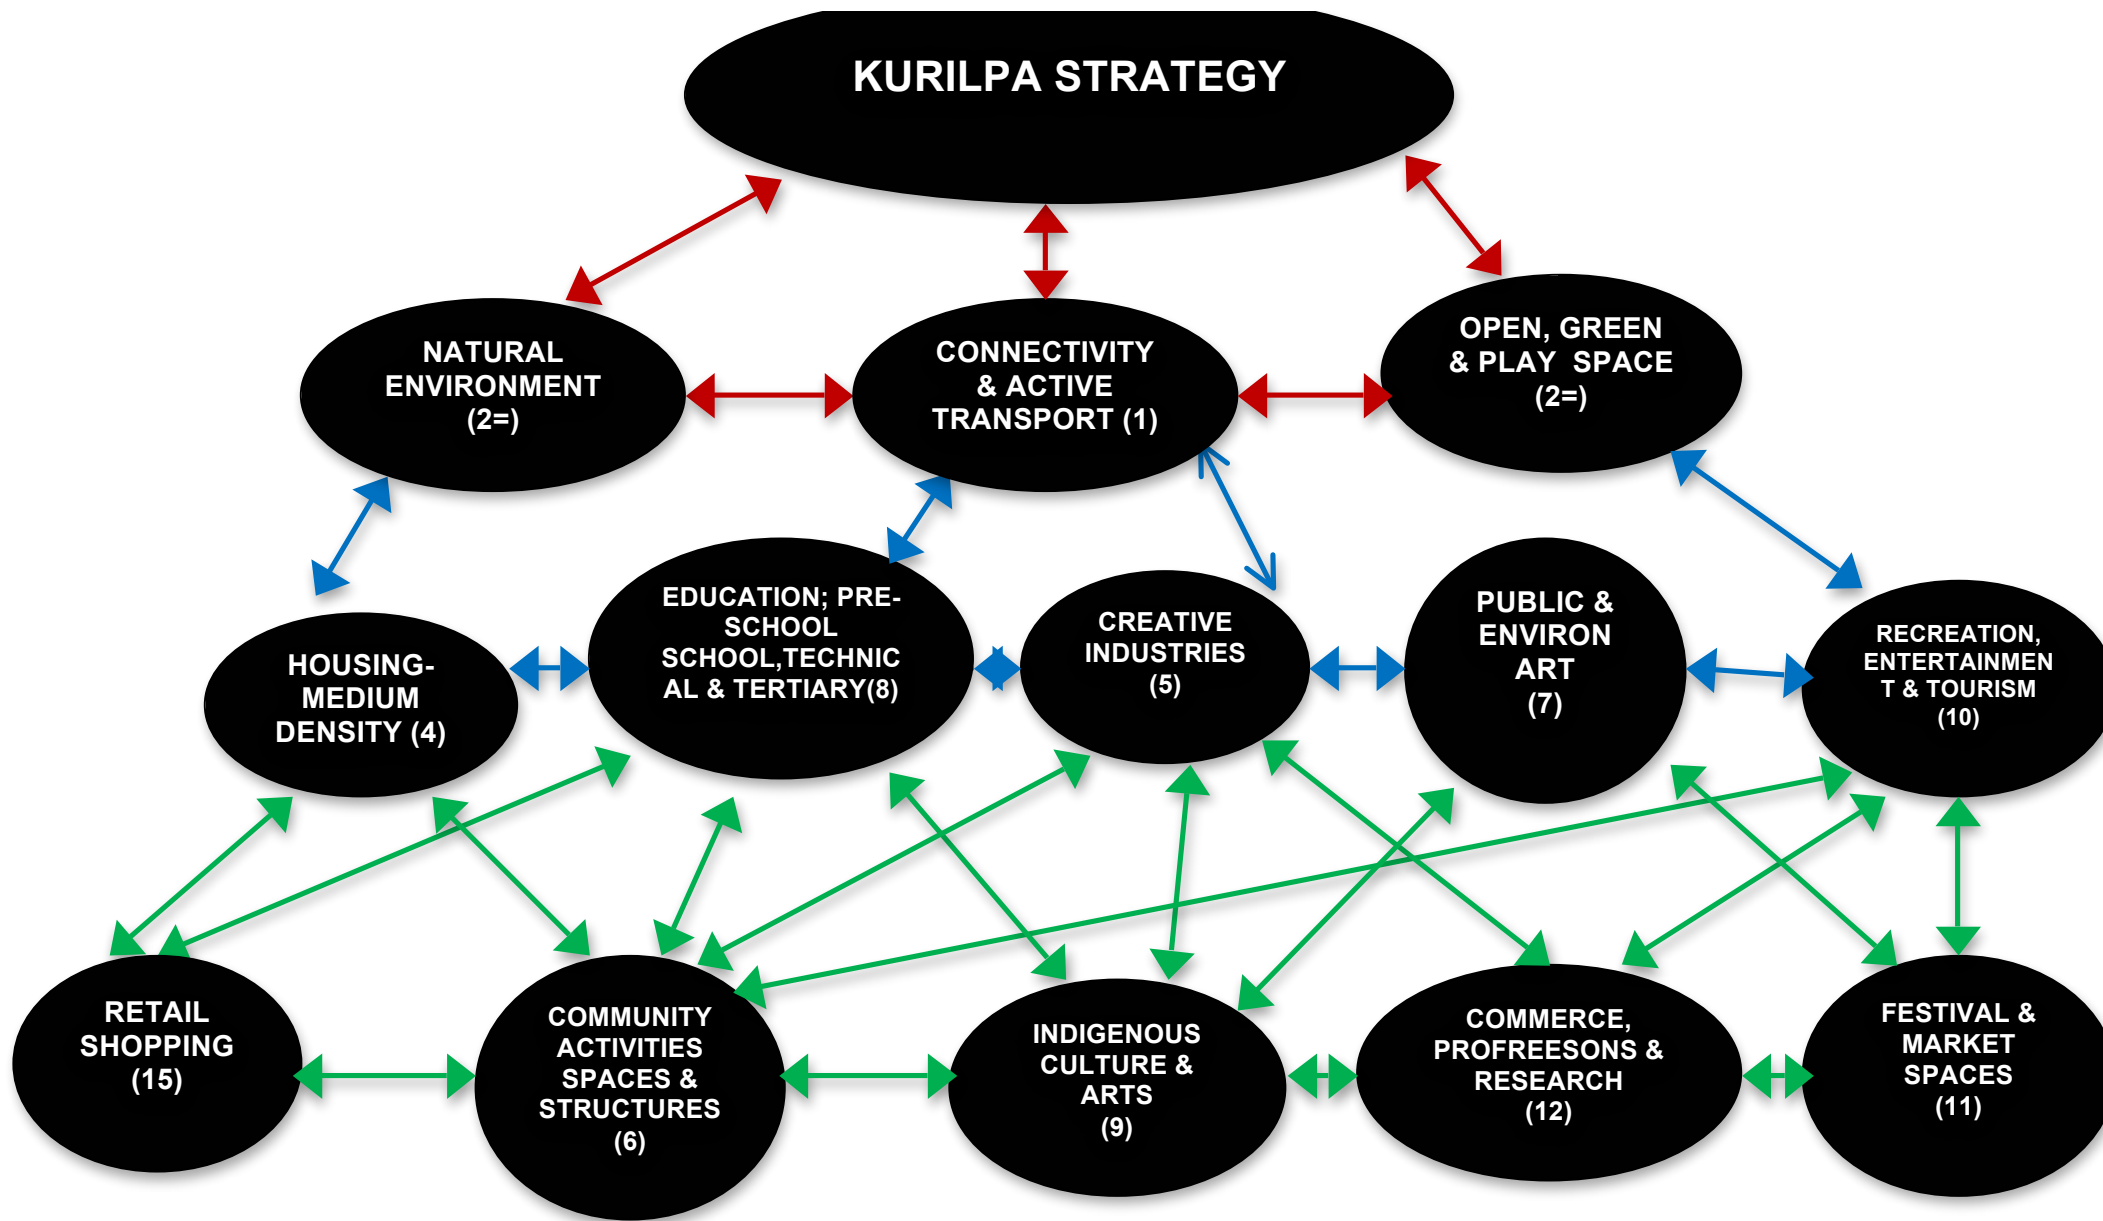 KURILPA STRATEGY
NATURAL
ENVIRONMENT
(2=)
CONNECTIVITY
& ACTIVE
TRANSPORT (1)
OPEN, GREEN
& PLAY SPACE
(2=)
HOUSING-
MEDIUM
DENSITY (4)
EDUCATION; PRE-
SCHOOL
SCHOOL,TECHNIC
AL & TERTIARY(8)
CREATIVE
INDUSTRIES
(5)
PUBLIC &
ENVIRON
ART
(7)
RECREATION,
ENTERTAINMEN
T & TOURISM
(10)
RETAIL
SHOPPING
(15)
COMMUNITY
ACTIVITIES
SPACES &
STRUCTURES
(6)
INDIGENOUS
CULTURE &
ARTS
(9)
COMMERCE,
PROFREESONS &
RESEARCH
(12)
FESTIVAL &
MARKET
SPACES
(11)